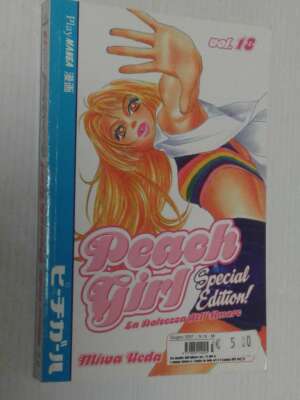 Play MANGA 漫画
vol. 18
Peach
Girl
Special
Edition!
La Dolcezza dell'Amore
Miwa Ueda
€ 5,
ピーチガール